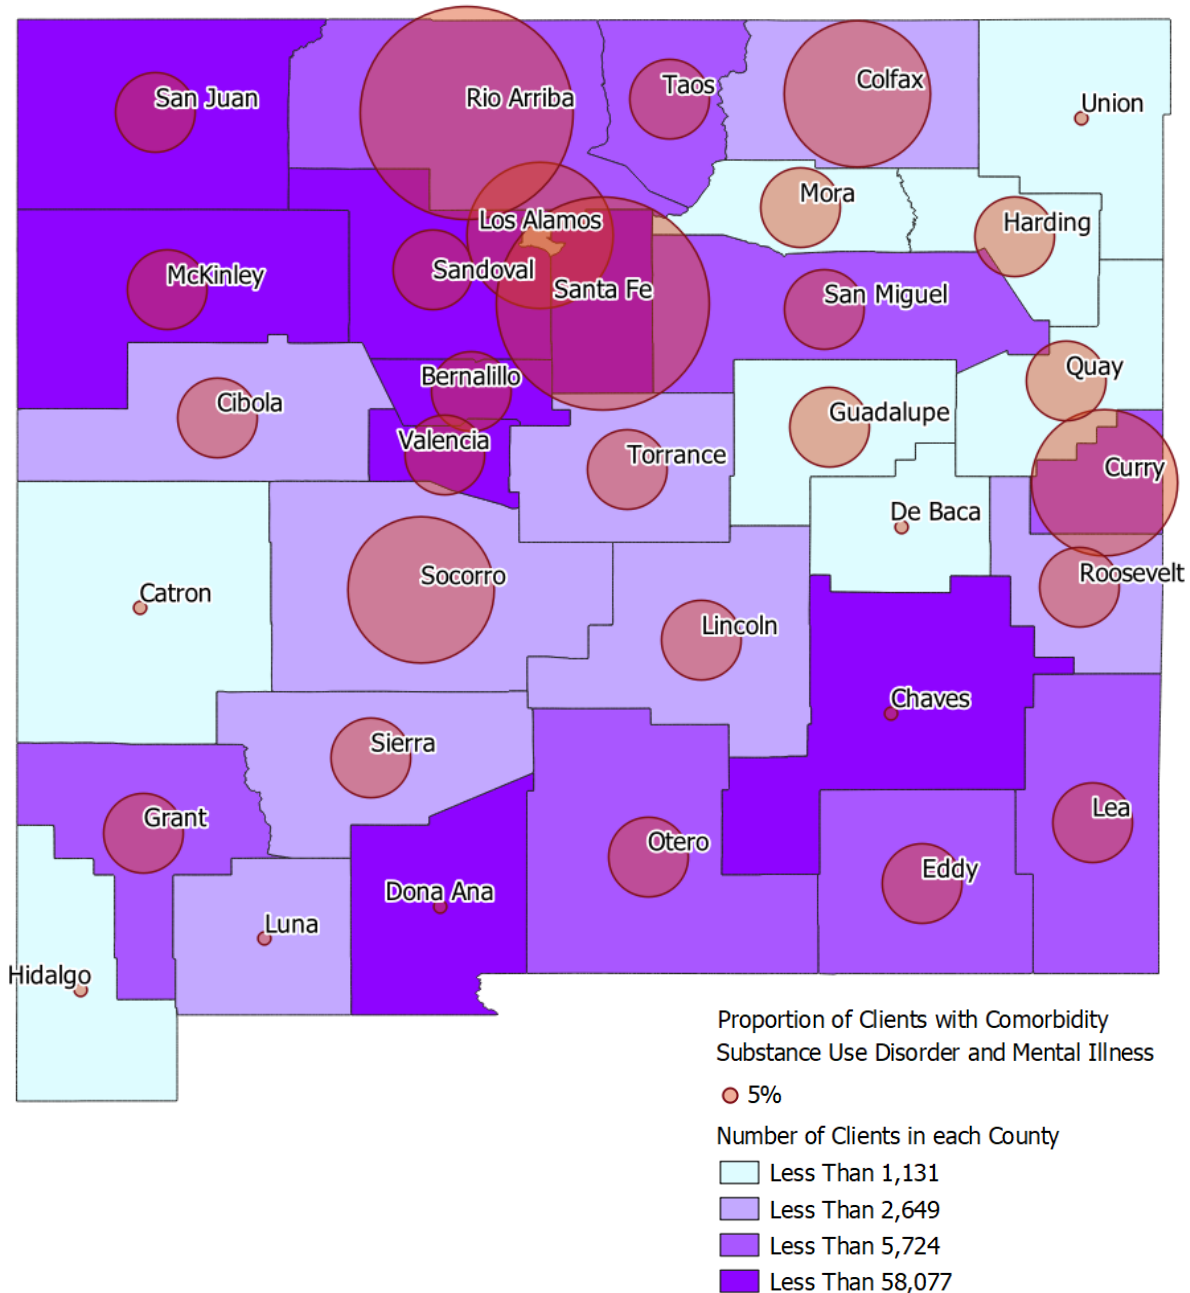 San Juan
Rio Arriba
Taos
Colfax
Union
Mora
Los Alamos
Harding
McKinley
Sandoval
Santa Fe
San Miguel
Bernalillo
Quay
Cibola
Guadalupe
Valencia
Torrance
Curry
De Baca
Socorro
Roosevelt
Catron
Lincoln
Chaves
Sierra
Grant
Lea
Otero
Eddy
Dona Ana
Luna
Hidalgo
Proportion of Clients with Comorbidity
Substance Use Disorder and Mental Illness
5%
Number of Clients in each County
Less Than 1,131
Less Than 2,649
Less Than 5,724
Less Than 58,077